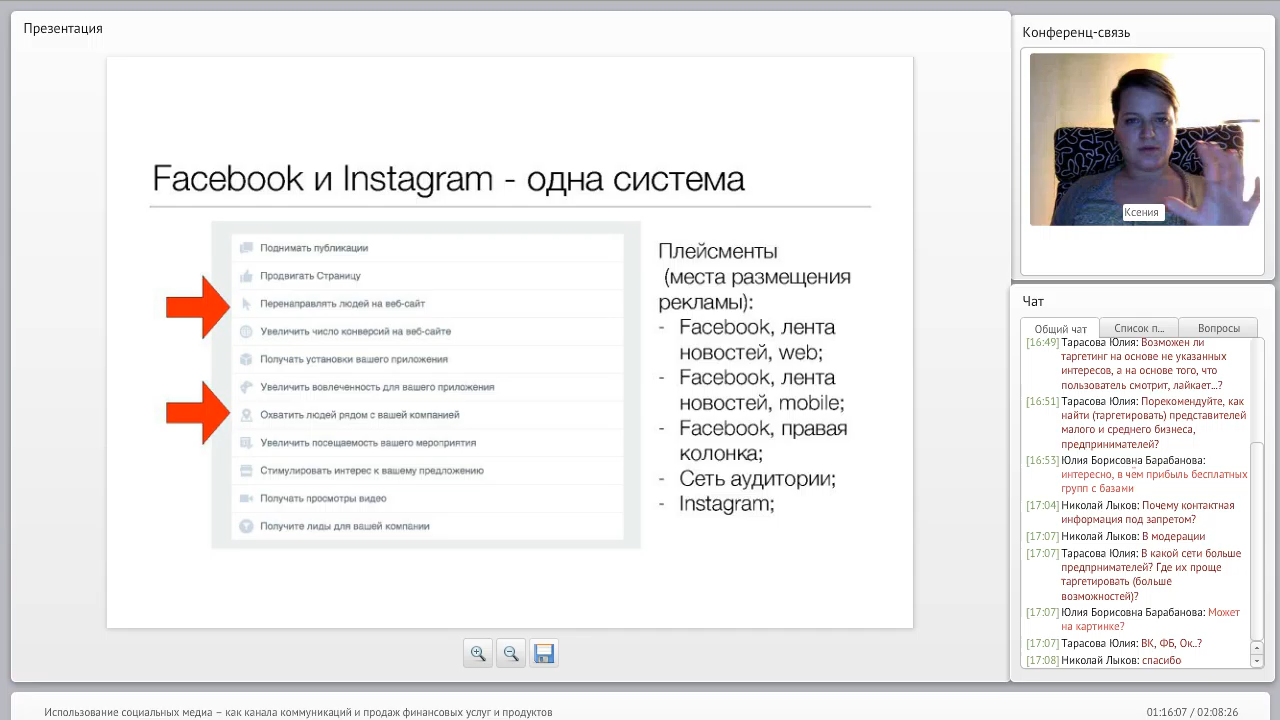 Презентация
Facebook и Instagram - одна система
Поднимать публикации
Продвигать Страницу
Перенаправлять людей на веб-сайт
Увеличить число конверсий на веб-сайте
Получать установки вашего приложения
Увеличить вовлеченность для вашего приложения
Охватить людей рядом с вашей компанией
Увеличить посещаемость вашего мероприятия
Стимулировать интерес к вашему предложению
Получать просмотры видео
Получите лиды для вашей компании
Плейсменты
(места размещения
рекламы):
- Facebook, лента
новостей, web;
- Facebook, лента
новостей, mobile;
- Facebook, правая
колонка;
- Сеть аудитории;
- Instagram;
Конференц-связь
Ксения
Чат
Общий чат
Список п...
Вопросы
[16:49] Тарасова Юлия: Возможен ли
таргетинг на основе не указанных
интересов, а на основе того, что
пользователь смотрит, лайкает...?
[16:51] Тарасова Юлия: Порекомендуйте, как
найти (таргетировать) представителей
малого и среднего бизнеса,
предпринимателей?
[16:53] Юлия Борисовна Барабанова:
интересно, в чём прибыль бесплатных
групп с базами
[17:04] Николай Лыков: Почему контактная
информация под запретом?
[17:07] Николай Лыков: В модерации
[17:07] Тарасова Юлия: В какой сети больше
предпрнимателей? Где их проще
таргетировать (больше
возможностей)?
[17:07] Юлия Борисовна Барабанова: Может
на картинке?
[17:07] Тарасова Юлия: ВК, ФБ, Ок..?
[17:08] Николай Лыков: спасибо
Использование социальных медиа – как канала коммуникаций и продаж финансовых услуг и продуктов
01:16:07 / 02:08:26